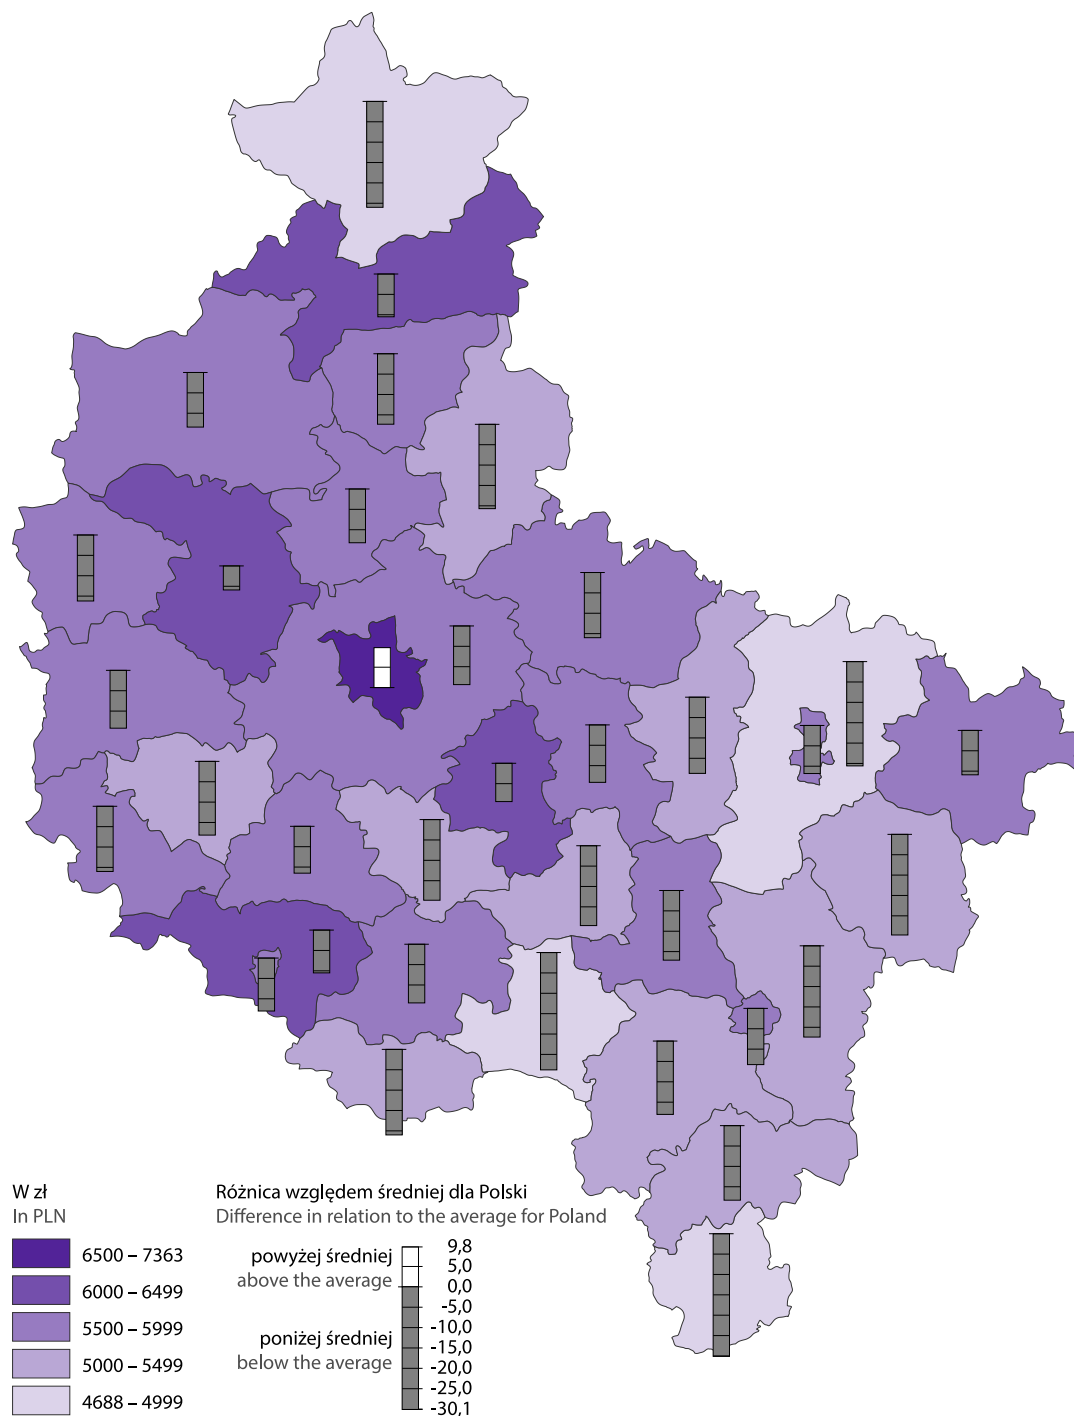 W zł
In PLN
6500 – 7363
6000 – 6499
5500 – 5999
5000 – 5499
4688 – 4999
Różnica względem średniej dla Polski
Difference in relation to the average for Poland
powyżej średniej
above the average
poniżej średniej
below the average
9,8
5,0
0,0
-5,0
-10,0
-15,0
-20,0
-25,0
-30,1